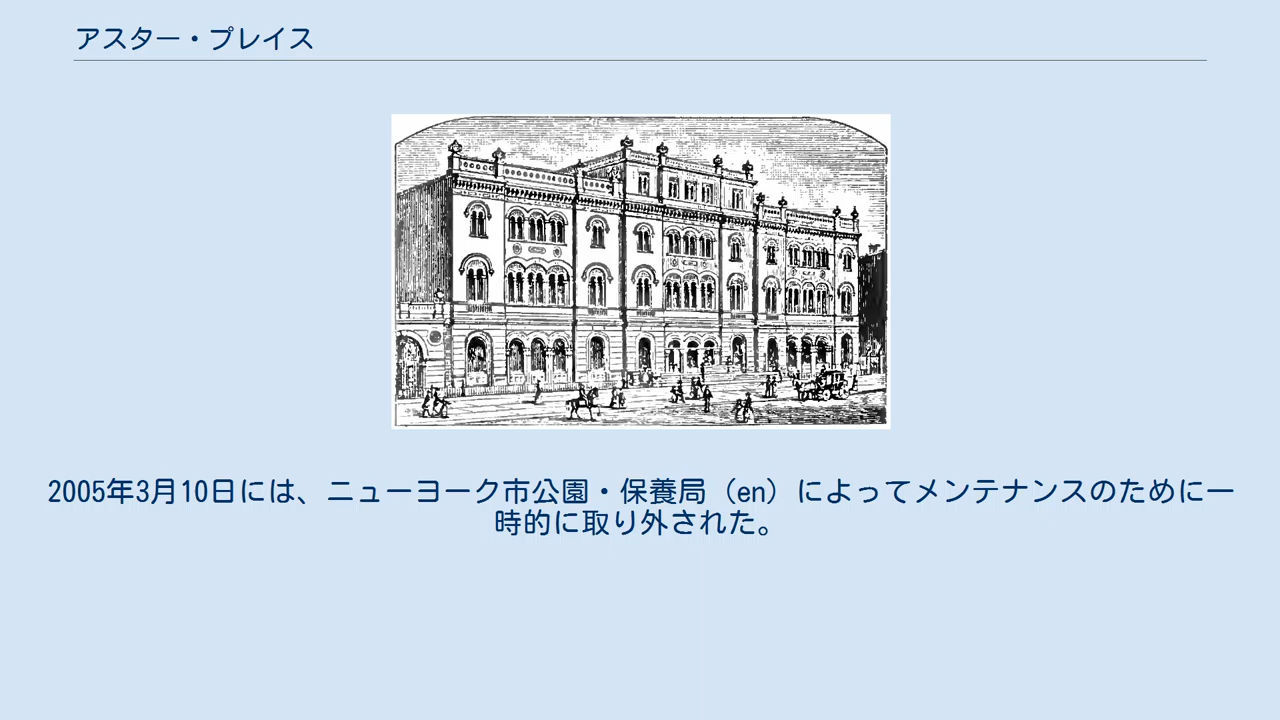 アスター・プレイス
2005年3月10日には、ニューヨーク市公園・保養局（en）によってメンテナンスのために一
時的に取り外された。